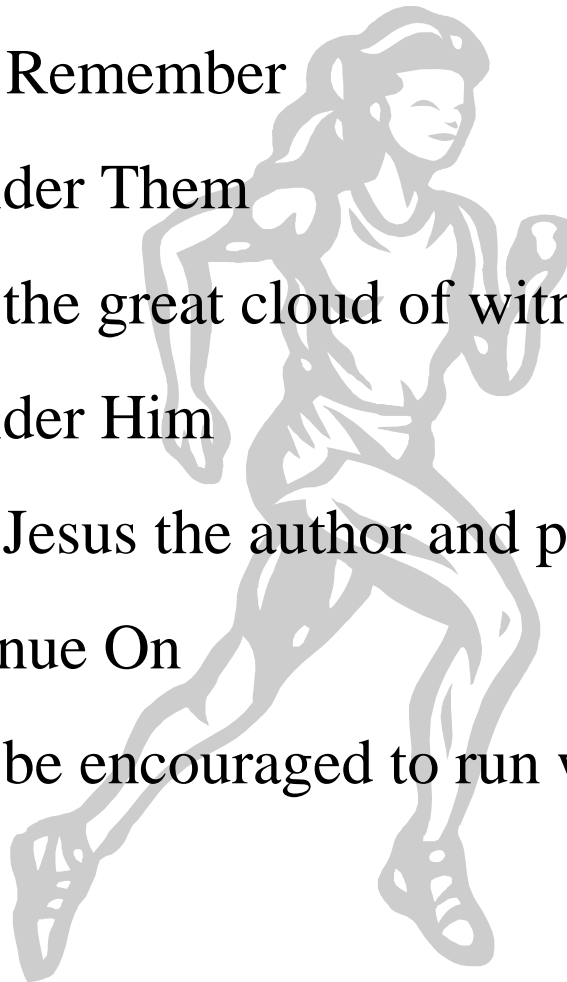 Remember
der Them
the great cloud of witn
der Him
Jesus the author and p
nue On
be encouraged to run